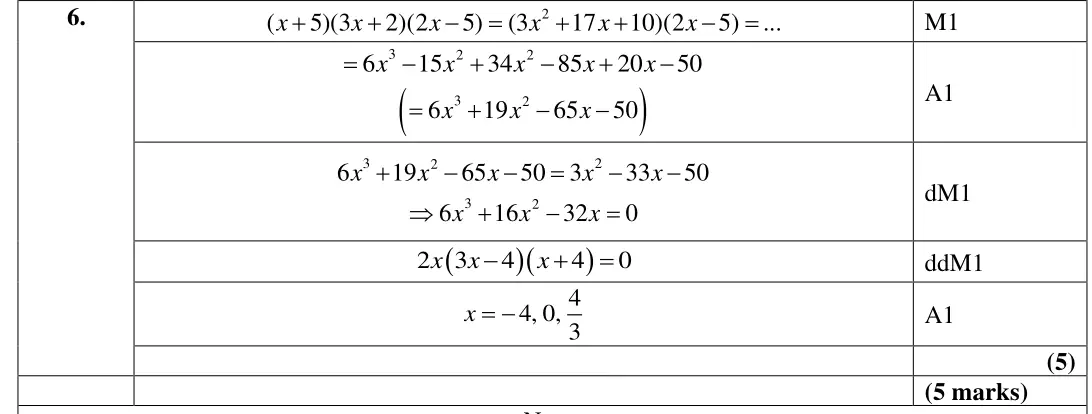 6. (x+5)(3x+2)(2x−5) = (3x²+17x+10)(2x−5) = ... M1
= 6x³ −15x² + 34x² − 85x + 20x − 50
(= 6x³ + 19x² − 65x − 50) A1
6x³ + 19x² − 65x − 50 = 3x² − 33x − 50
⇒ 6x³ + 16x² − 32x = 0 dM1
2x(3x−4)(x+4) = 0 ddM1
x = −4, 0, 4/3 A1
(5)
(5 marks)